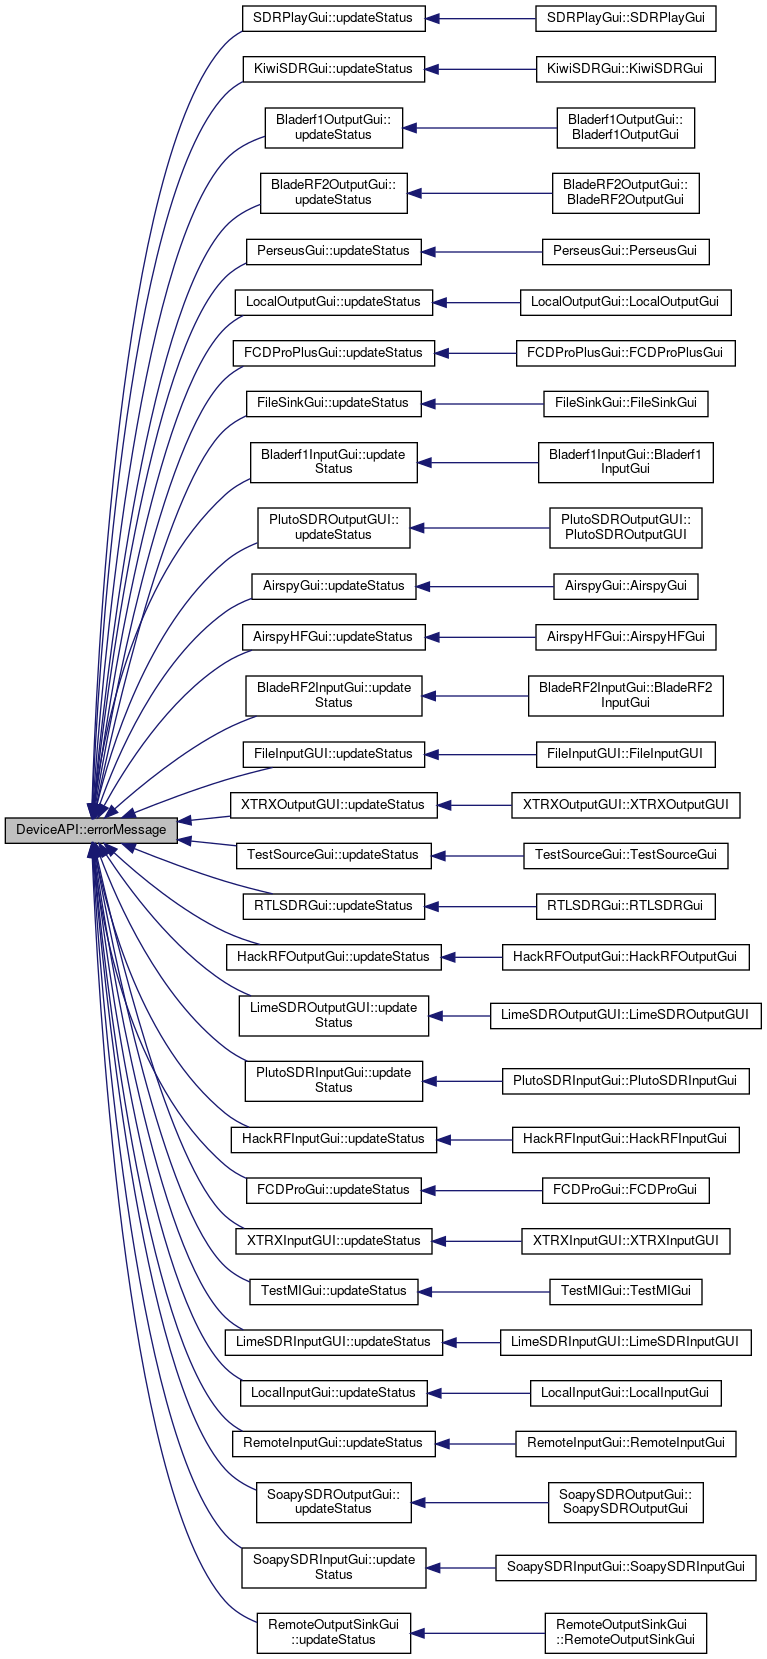 SDRPlayGui::updateStatus
SDRPlayGui::SDRPlayGui
KiwiSDRGui::updateStatus
KiwiSDRGui::KiwiSDRGui
Bladerf1OutputGui::
updateStatus
Bladerf1OutputGui::
Bladerf1OutputGui
BladeRF2OutputGui::
updateStatus
BladeRF2OutputGui::
BladeRF2OutputGui
PerseusGui::updateStatus
PerseusGui::PerseusGui
LocalOutputGui::updateStatus
LocalOutputGui::LocalOutputGui
FCDProPlusGui::updateStatus
FCDProPlusGui::FCDProPlusGui
FileSinkGui::updateStatus
FileSinkGui::FileSinkGui
Bladerf1InputGui::update
Status
Bladerf1InputGui::Bladerf1
InputGui
PlutoSDROutputGUI::
updateStatus
PlutoSDROutputGUI::
PlutoSDROutputGUI
AirspyGui::updateStatus
AirspyGui::AirspyGui
AirspyHFGui::updateStatus
AirspyHFGui::AirspyHFGui
BladeRF2InputGui::update
Status
BladeRF2InputGui::BladeRF2
InputGui
FileInputGUI::updateStatus
FileInputGUI::FileInputGUI
XTRXOutputGUI::updateStatus
XTRXOutputGUI::XTRXOutputGUI
DeviceAPI::errorMessage
TestSourceGui::updateStatus
TestSourceGui::TestSourceGui
RTLSDRGui::updateStatus
RTLSDRGui::RTLSDRGui
HackRFOutputGui::updateStatus
HackRFOutputGui::HackRFOutputGui
LimeSDROutputGUI::update
Status
LimeSDROutputGUI::LimeSDROutputGUI
PlutoSDRInputGui::update
Status
PlutoSDRInputGui::PlutoSDRInputGui
HackRFInputGui::updateStatus
HackRFInputGui::HackRFInputGui
FCDProGui::updateStatus
FCDProGui::FCDProGui
XTRXInputGUI::updateStatus
XTRXInputGUI::XTRXInputGUI
TestMIGui::updateStatus
TestMIGui::TestMIGui
LimeSDRInputGUI::updateStatus
LimeSDRInputGUI::LimeSDRInputGUI
LocalInputGui::updateStatus
LocalInputGui::LocalInputGui
RemoteInputGui::updateStatus
RemoteInputGui::RemoteInputGui
SoapySDROutputGui::
updateStatus
SoapySDROutputGui::
SoapySDROutputGui
SoapySDRInputGui::update
Status
SoapySDRInputGui::SoapySDRInputGui
RemoteOutputSinkGui
::updateStatus
RemoteOutputSinkGui
::RemoteOutputSinkGui